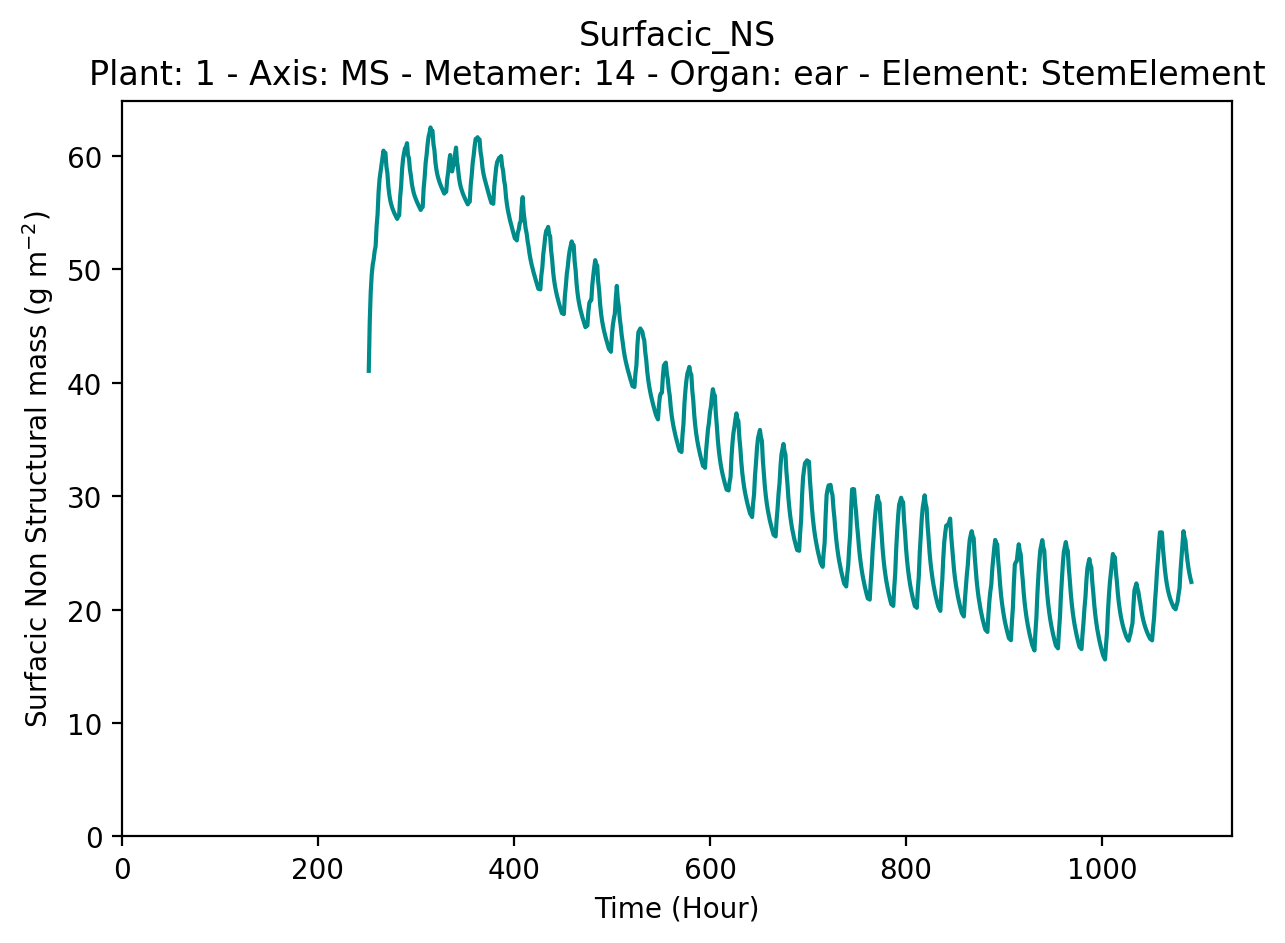 Surfacic_NS
Plant: 1 - Axis: MS - Metamer: 14 - Organ: ear - Element: StemElement
Surfacic Non Structural mass (g m⁻²)
60
50
40
30
20
10
0
0 200 400 600 800 1000
Time (Hour)